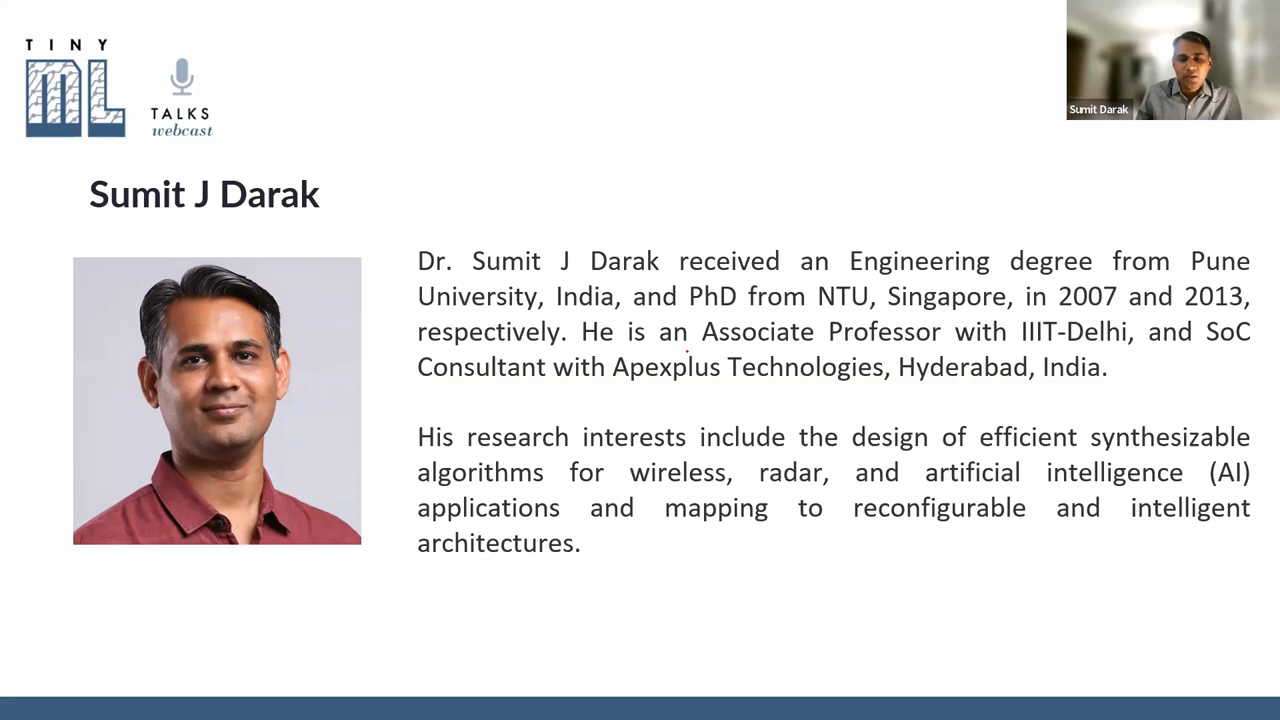 TINY
ML
TALKS
webcast
Sumit Darak
Sumit J Darak
Dr. Sumit J Darak received an Engineering degree from Pune
University, India, and PhD from NTU, Singapore, in 2007 and 2013,
respectively. He is an Associate Professor with IIIT-Delhi, and SoC
Consultant with Apexplus Technologies, Hyderabad, India.
His research interests include the design of efficient synthesizable
algorithms for wireless, radar, and artificial intelligence (AI)
applications and mapping to reconfigurable and intelligent
architectures.